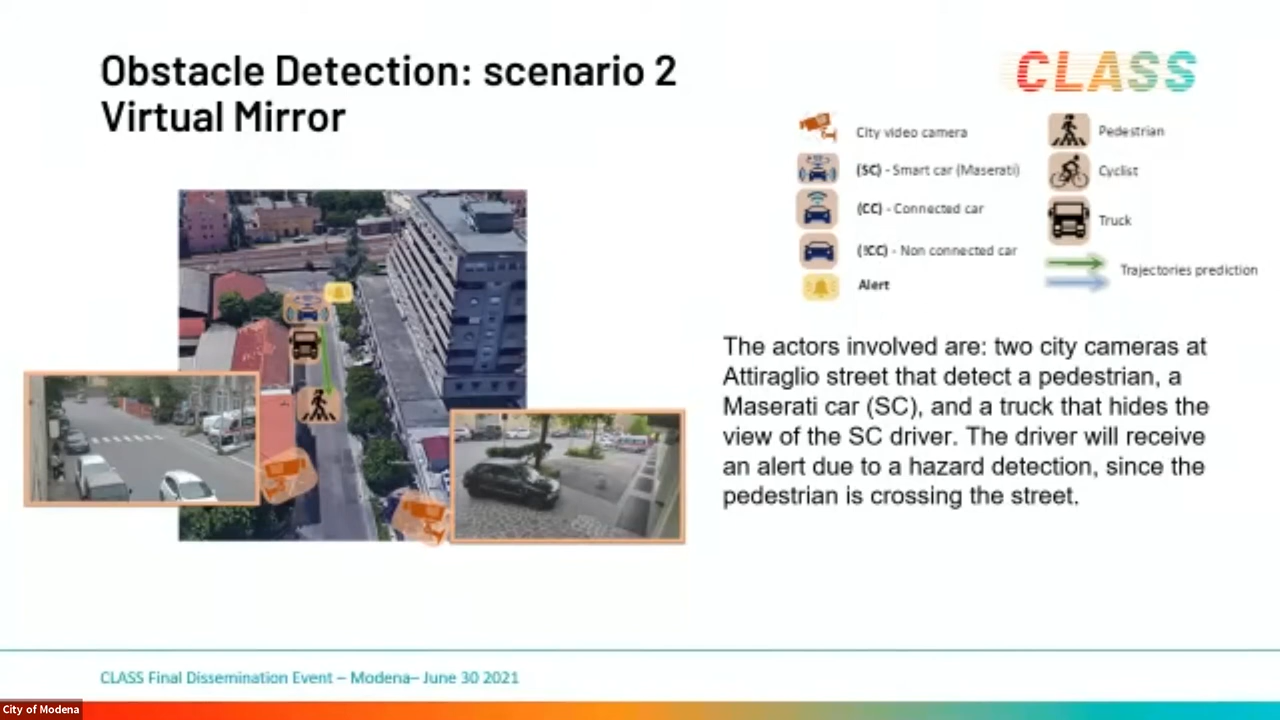 Obstacle Detection: scenario 2
Virtual Mirror
CLASS
City video camera
(SC) - Smart car (Maserati)
(CC) - Connected car
(!CC) - Non connected car
Alert
Pedestrian
Cyclist
Truck
Trajectories prediction
The actors involved are: two city cameras at
Attiraglio street that detect a pedestrian, a
Maserati car (SC), and a truck that hides the
view of the SC driver. The driver will receive
an alert due to a hazard detection, since the
pedestrian is crossing the street.
CLASS Final Dissemination Event – Modena– June 30 2021
City of Modena